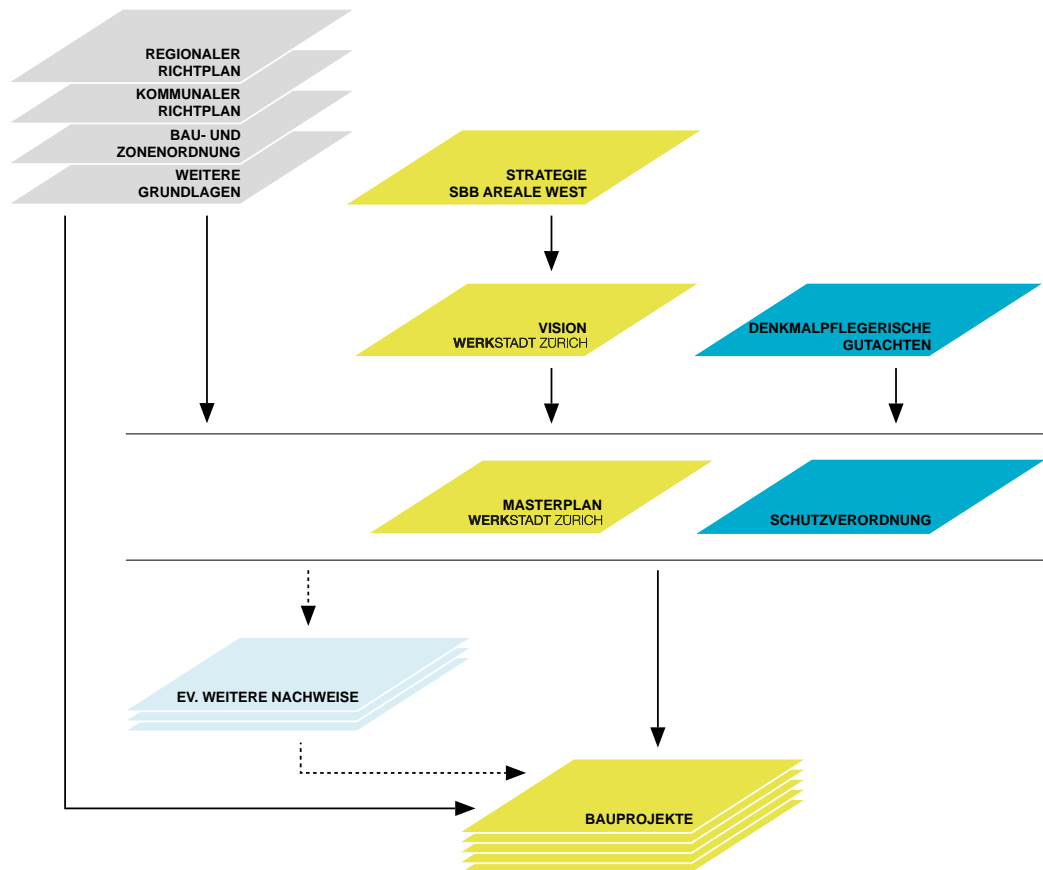 REGIONALER
RICHTPLAN
KOMMUNALER
RICHTPLAN
BAU- UND
ZONENORDNUNG
WEITERE
GRUNDLAGEN
STRATEGIE
SBB AREALE WEST
VISION
WERKSTADT ZÜRICH
DENKMALPFLEGERISCHE
GUTACHTEN
MASTERPLAN
WERKSTADT ZÜRICH
SCHUTZVERORDNUNG
EV. WEITERE NACHWEISE
BAUPROJEKTE